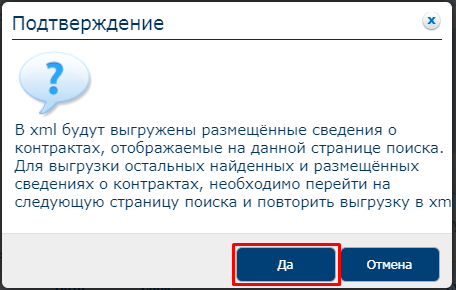 Подтверждение
x
?
В xml будут выгружены размещённые сведения о
контрактах, отображаемые на данной странице поиска.
Для выгрузки остальных найденных и размещённых
сведениях о контрактах, необходимо перейти на
следующую страницу поиска и повторить выгрузку в xm
Да Отмена